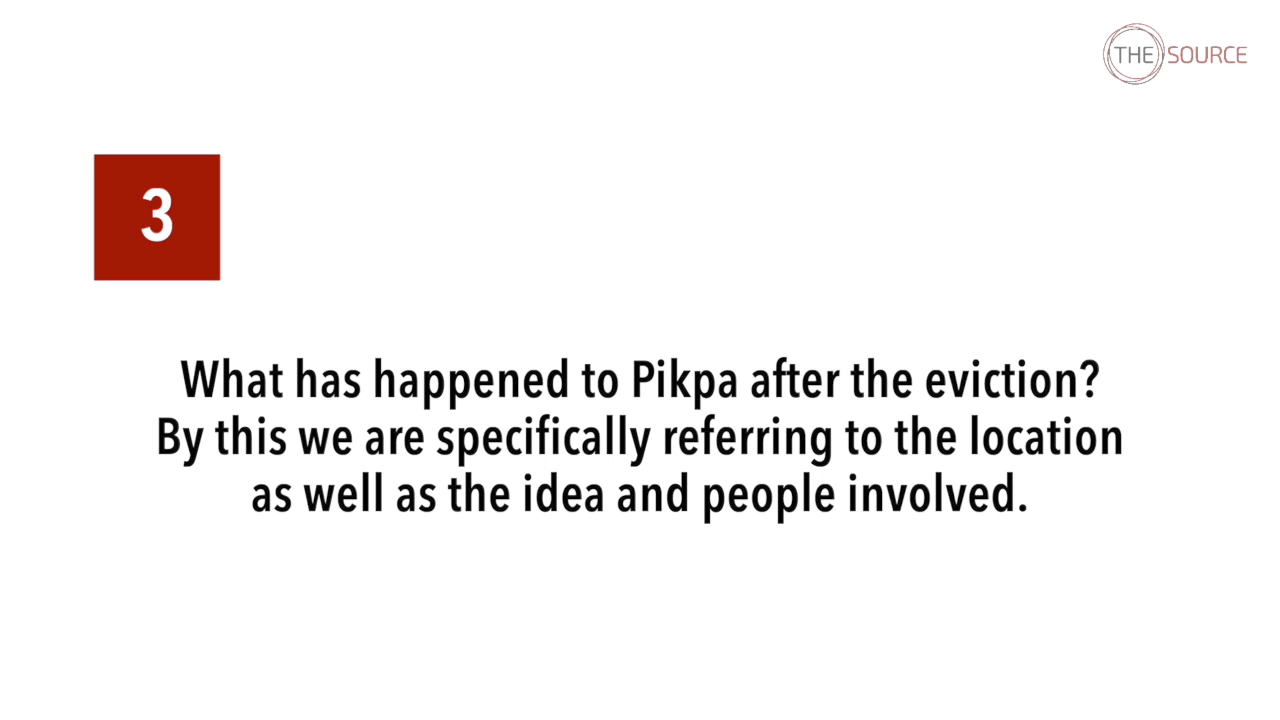 THE SOURCE
3
What has happened to Pikpa after the eviction?
By this we are specifically referring to the location
as well as the idea and people involved.